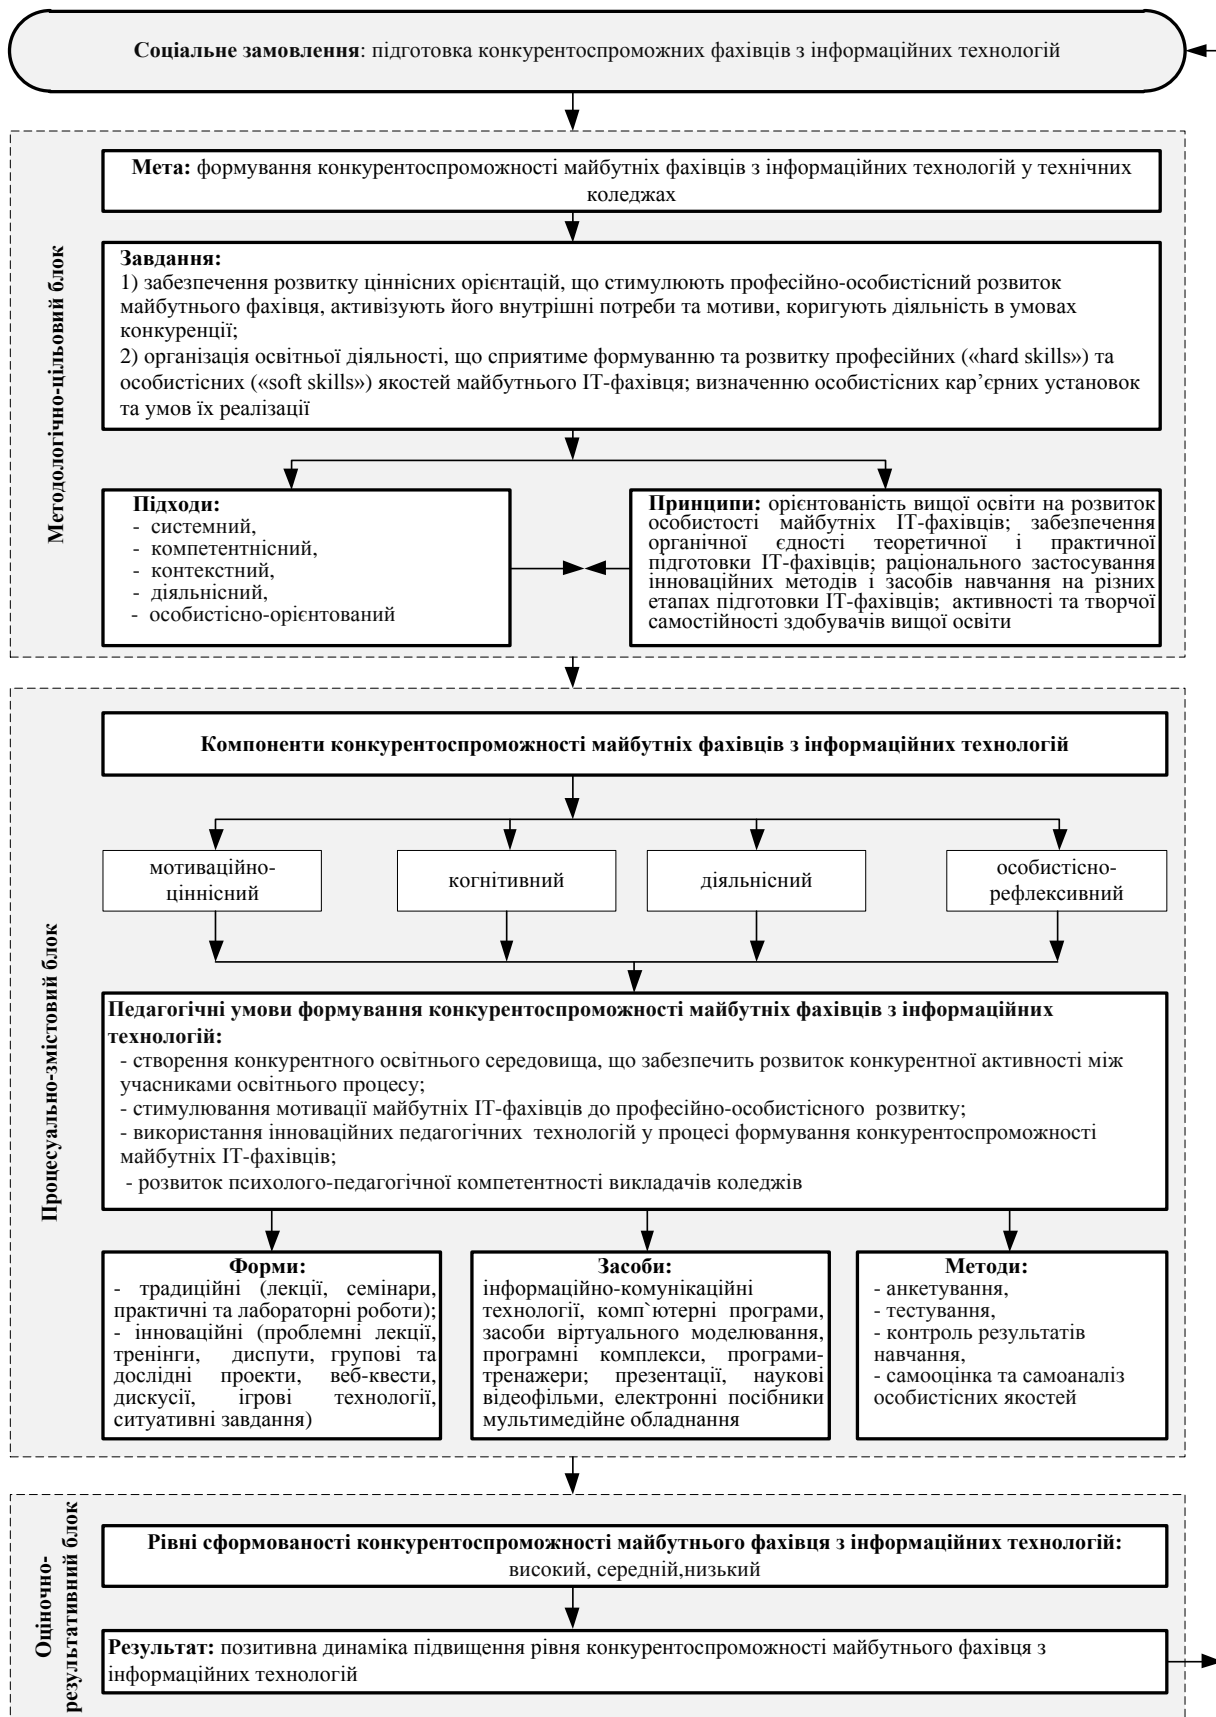 Соціальне замовлення: підготовка конкурентоспроможних фахівців з інформаційних технологій
Методологічно-цільовий блок
Мета: формування конкурентоспроможності майбутніх фахівців з інформаційних технологій у технічних
коледжах
Завдання:
1) забезпечення розвитку ціннісних орієнтацій, що стимулюють професійно-особистісний розвиток
майбутнього фахівця, активізують його внутрішні потреби та мотиви, коригують діяльність в умовах
конкуренції;
2) організація освітньої діяльності, що сприятиме формуванню та розвитку професійних («hard skills») та
особистісних («soft skills») якостей майбутнього ІТ-фахівця; визначенню особистісних кар’єрних установок
та умов їх реалізації
Підходи:
- системний,
- компетентнісний,
- контекстний,
- діяльнісний,
- особистісно-орієнтований
Принципи: орієнтованість вищої освіти на розвиток
особистості майбутніх ІТ-фахівців; забезпечення
органічної єдності теоретичної і практичної
підготовки ІТ-фахівців; раціонального застосування
інноваційних методів і засобів навчання на різних
етапах підготовки ІТ-фахівців; активності та творчої
самостійності здобувачів вищої освіти
Процесуально-змістовий блок
Компоненти конкурентоспроможності майбутніх фахівців з інформаційних технологій
мотиваційно-
ціннісний
когнітивний
діяльнісний
особистісно-
рефлексивний
Педагогічні умови формування конкурентоспроможності майбутніх фахівців з інформаційних
технологій:
- створення конкурентного освітнього середовища, що забезпечить розвиток конкурентної активності між
учасниками освітнього процесу;
- стимулювання мотивації майбутніх ІТ-фахівців до професійно-особистісного розвитку;
- використання інноваційних педагогічних технологій у процесі формування конкурентоспроможності
майбутніх ІТ-фахівців;
- розвиток психолого-педагогічної компетентності викладачів коледжів
Форми:
- традиційні (лекції, семінари,
практичні та лабораторні роботи);
- інноваційні (проблемні лекції,
тренінги, диспути, групові та
дослідні проекти, веб-квести,
дискусії, ігрові технології,
ситуативні завдання)
Засоби:
інформаційно-комунікаційні
технології, комп`ютерні програми,
засоби віртуального моделювання,
програмні комплекси, програми-
тренажери; презентації, наукові
відеофільми, електронні посібники
мультимедійне обладнання
Методи:
- анкетування,
- тестування,
- контроль результатів
навчання,
- самооцінка та самоаналіз
особистісних якостей
Оціночно-
результативний блок
Рівні сформованості конкурентоспроможності майбутнього фахівця з інформаційних технологій:
високий, середній,низький
Результат: позитивна динаміка підвищення рівня конкурентоспроможності майбутнього фахівця з
інформаційних технологій